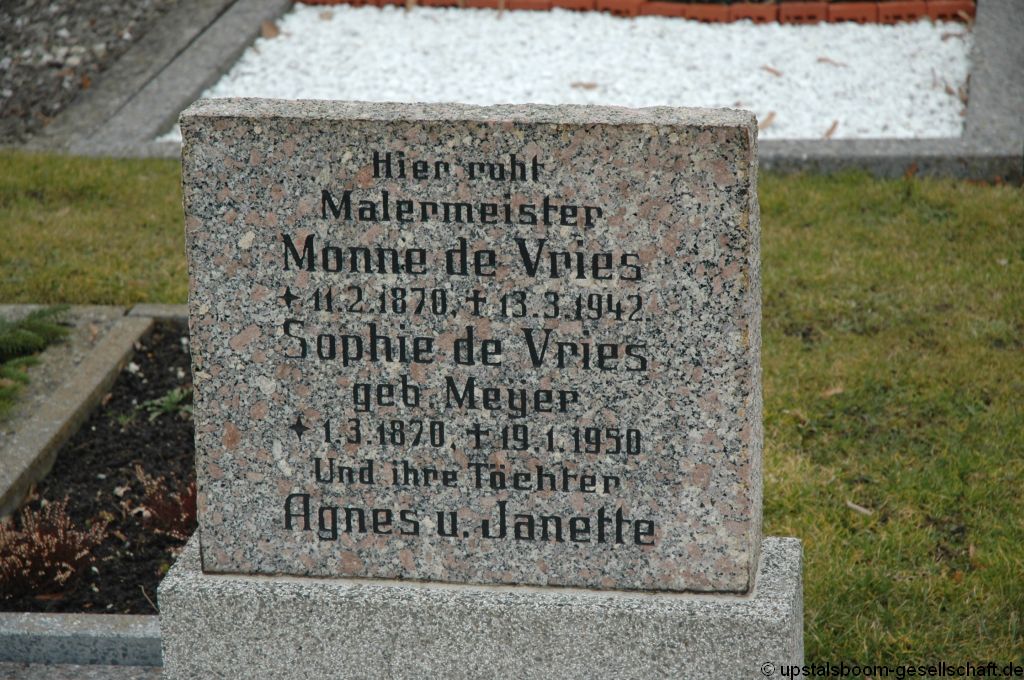 Hier ruht
Malermeister
Monne de Vries
✦ 11.2.1870, ✝ 13.3.1942.
Sophie de Vries
geb. Meÿer
✦ 1.3.1870, ✝ 19.1.1950
Und ihre Töchter
Agnes u. Janette
© upstalsboom-gesellschaft.de